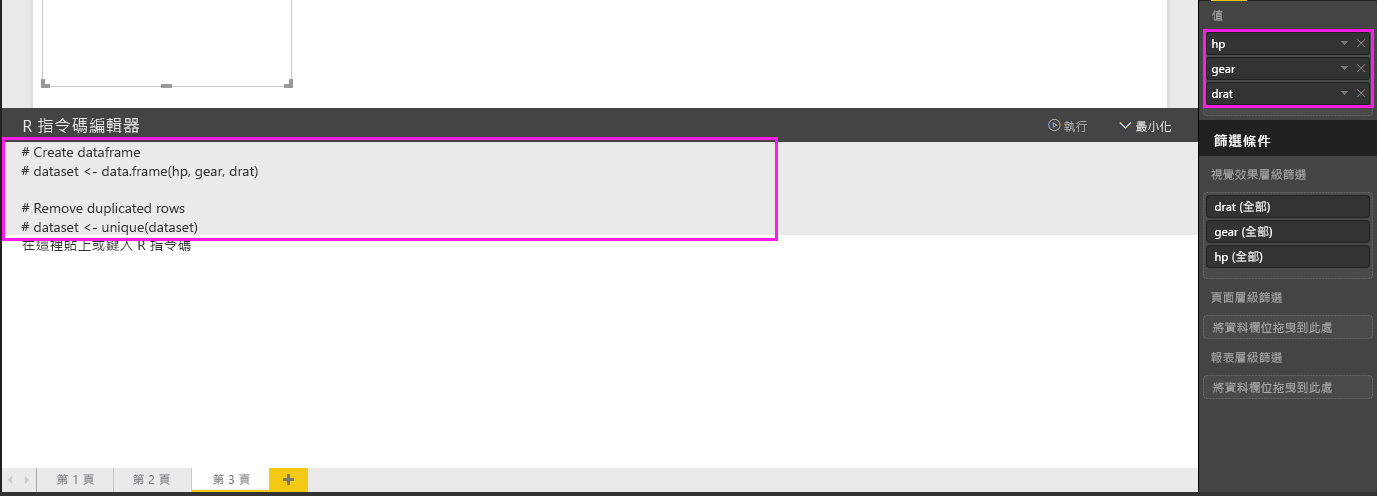 值
hp
gear
drat
R 指令碼編輯器
執行
最小化
# Create dataframe
# dataset <- data.frame(hp, gear, drat)
# Remove duplicated rows
# dataset <- unique(dataset)
在這裡貼上或鍵入 R 指令碼
篩選條件
視覺效果層級篩選
drat (全部)
gear (全部)
hp (全部)
頁面層級篩選
將資料欄位拖曳到此處
報表層級篩選
將資料欄位拖曳到此處
第 1 頁
第 2 頁
第 3 頁